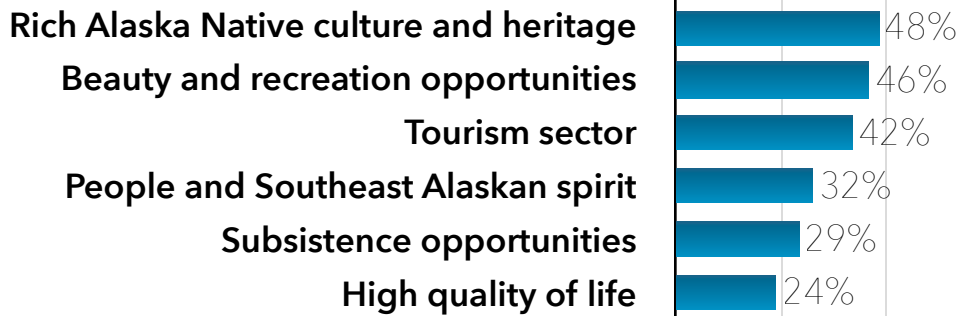 Rich Alaska Native culture and heritage 48%
Beauty and recreation opportunities 46%
Tourism sector 42%
People and Southeast Alaskan spirit 32%
Subsistence opportunities 29%
High quality of life 24%